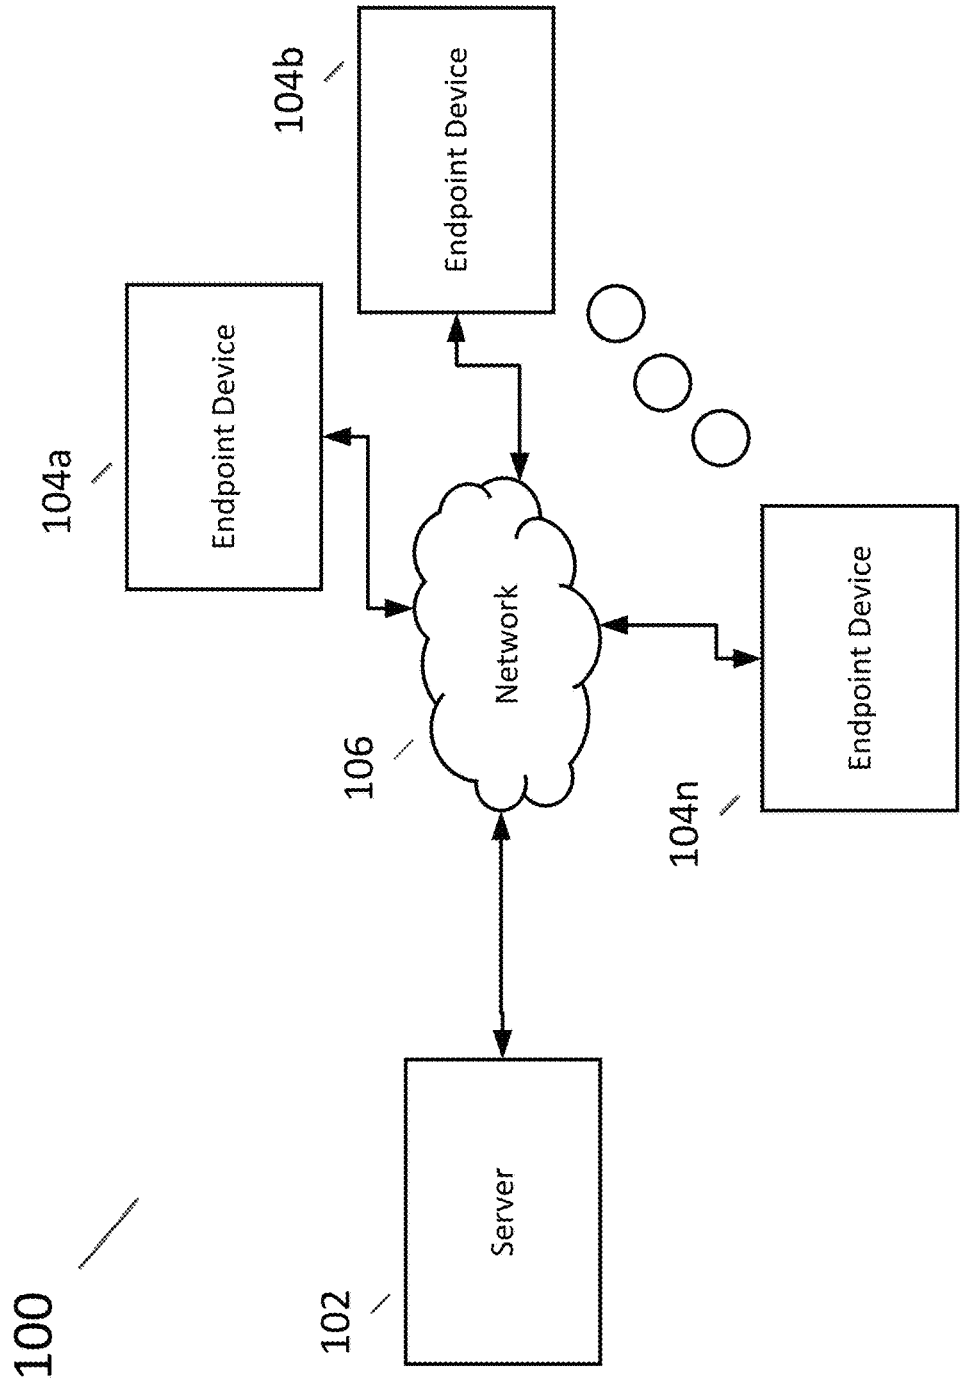 100
104a
Endpoint Device
102
Server
106
Network
104b
Endpoint Device
104n
Endpoint Device